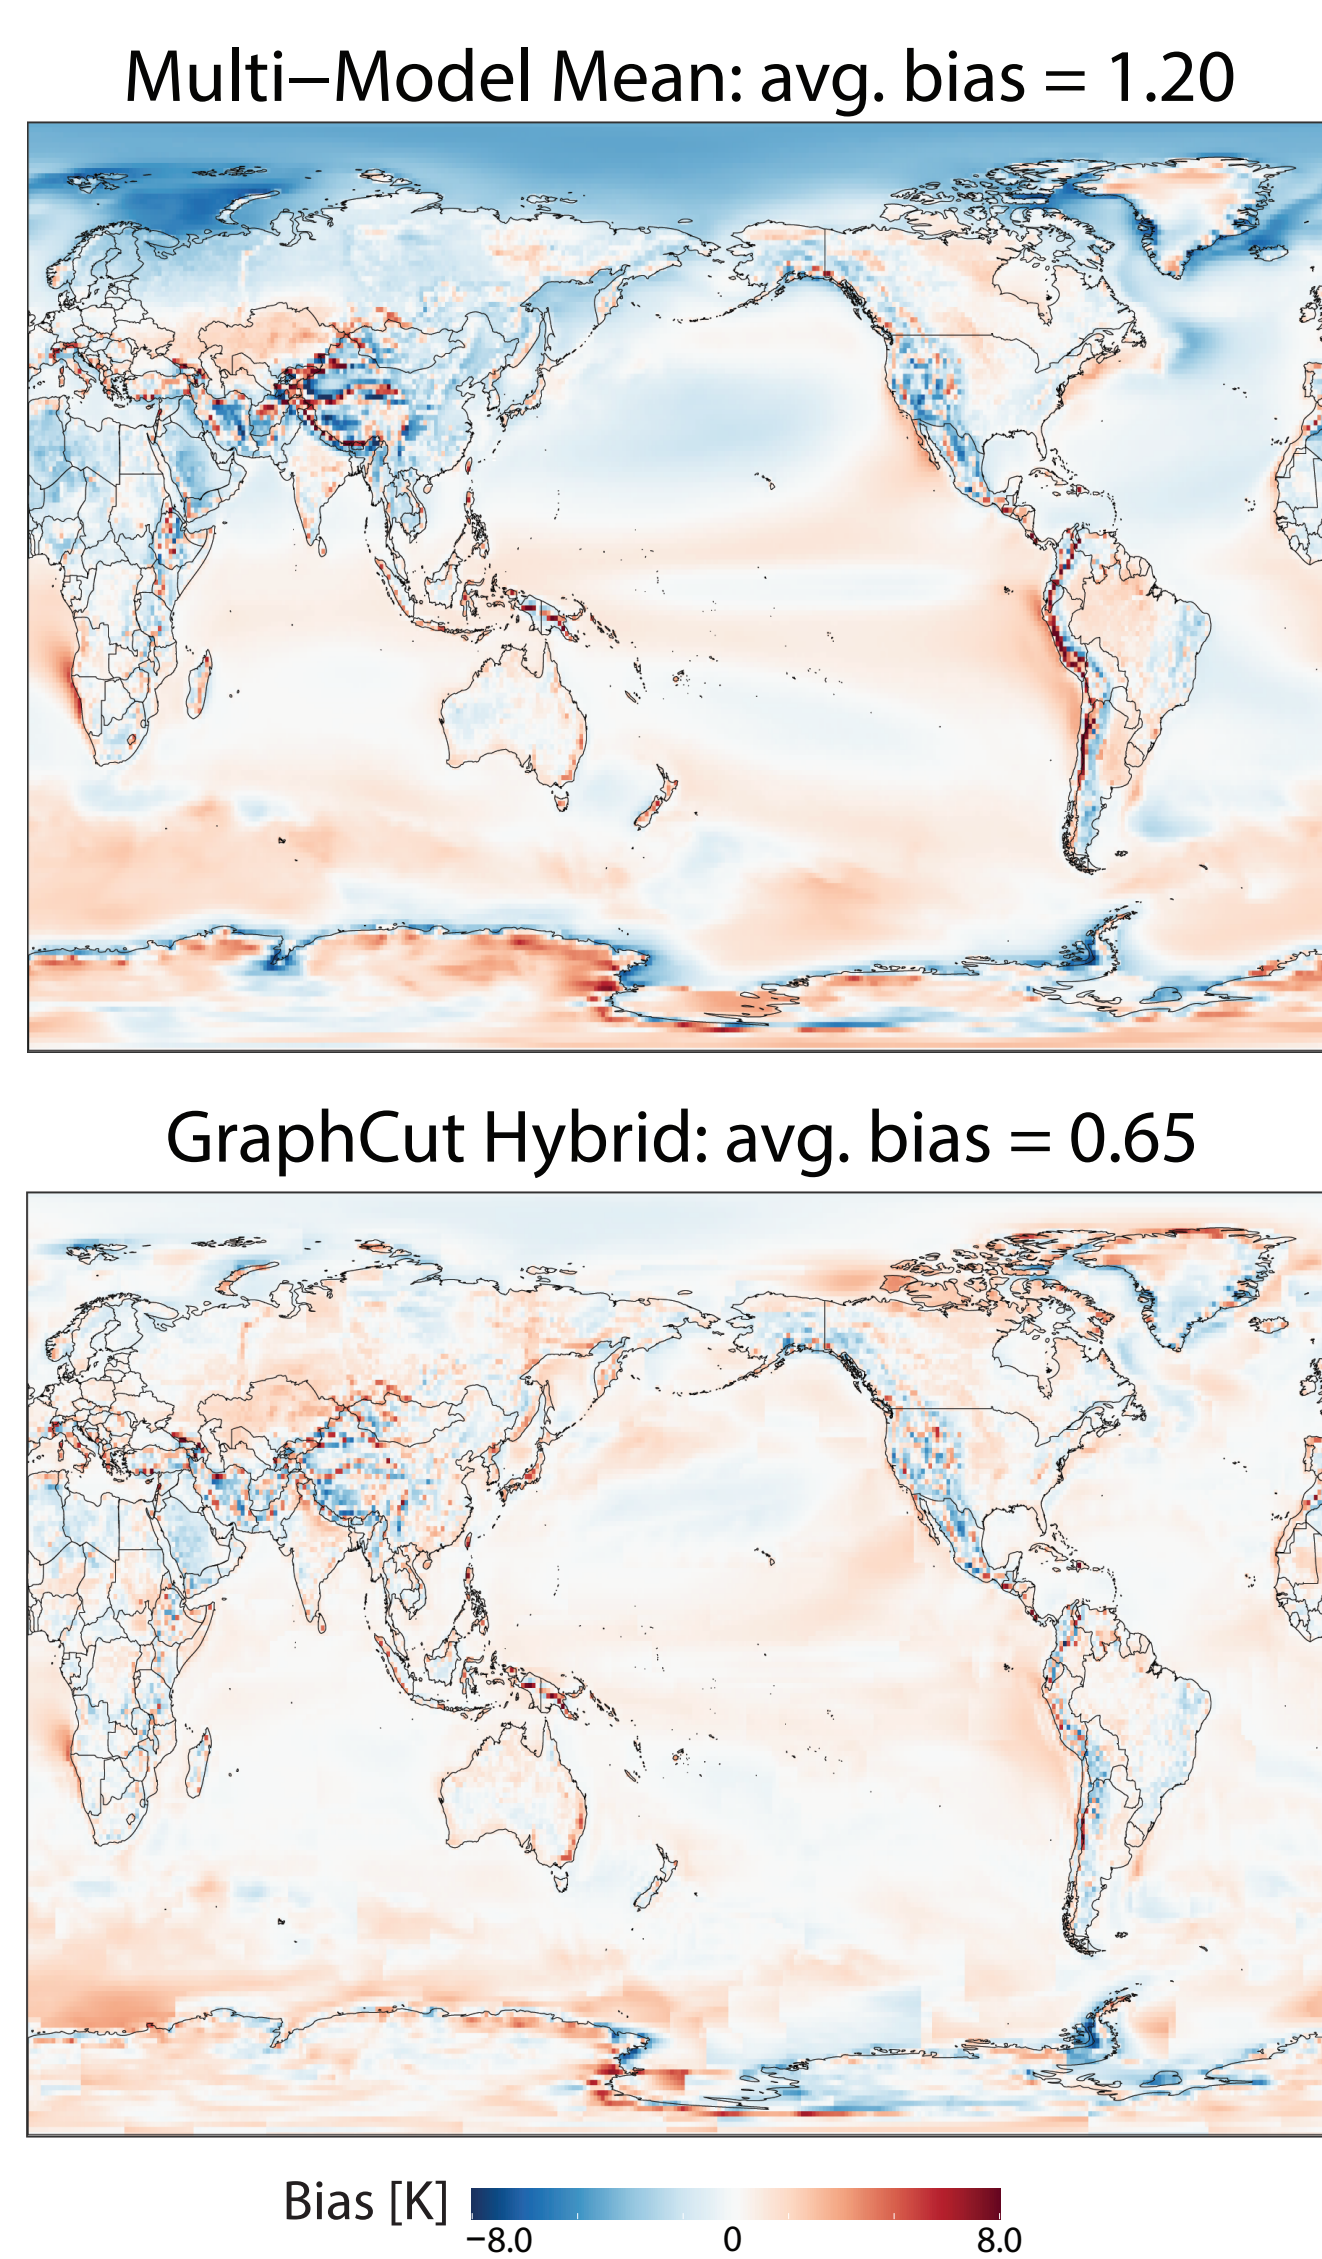 Multi−Model Mean: avg. bias = 1.20
GraphCut Hybrid: avg. bias = 0.65
Bias [K]
−8.0 0 8.0